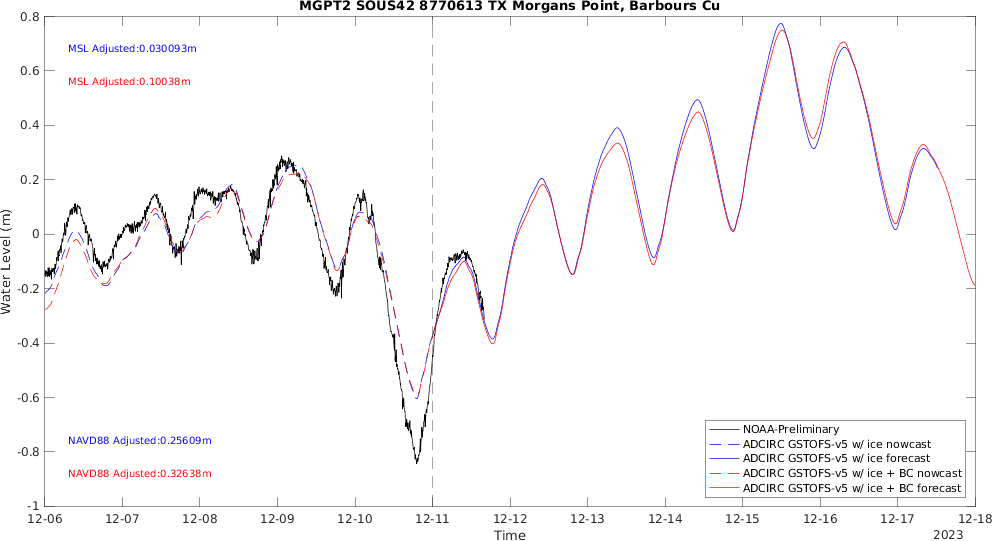 MGPT2 SOUS42 8770613 TX Morgans Point, Barbours Cu
MSL Adjusted:0.030093m
MSL Adjusted:0.10038m
NAVD88 Adjusted:0.25609m
NAVD88 Adjusted:0.32638m
Water Level (m)
0.8
0.6
0.4
0.2
0
-0.2
-0.4
-0.6
-0.8
-1
NOAA-Preliminary
ADCIRC GSTOFS-v5 w/ ice nowcast
ADCIRC GSTOFS-v5 w/ ice forecast
ADCIRC GSTOFS-v5 w/ ice + BC nowcast
ADCIRC GSTOFS-v5 w/ ice + BC forecast
12-06 12-07 12-08 12-09 12-10 12-11 12-12 12-13 12-14 12-15 12-16 12-17 12-18
Time
2023